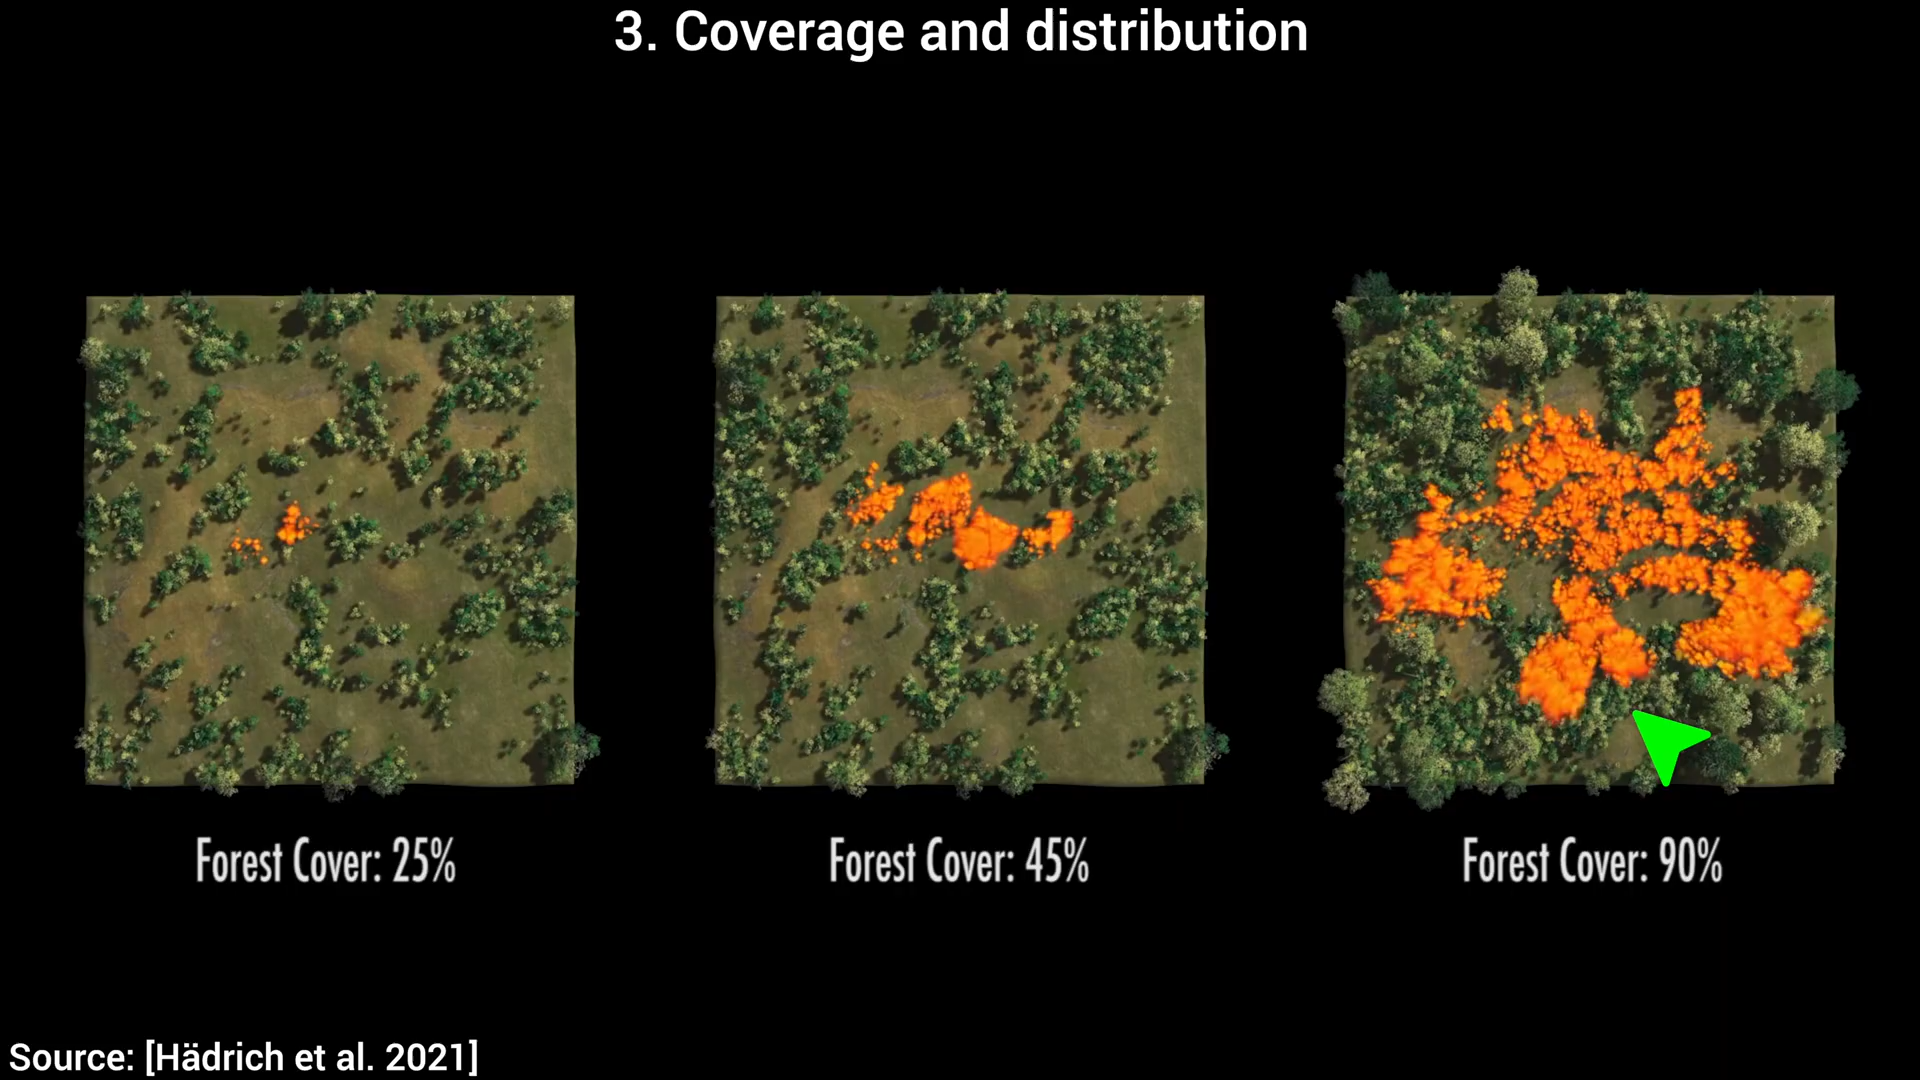 3. Coverage and distribution
Forest Cover: 25%
Forest Cover: 45%
Forest Cover: 90%
Source: [Hädrich et al. 2021]